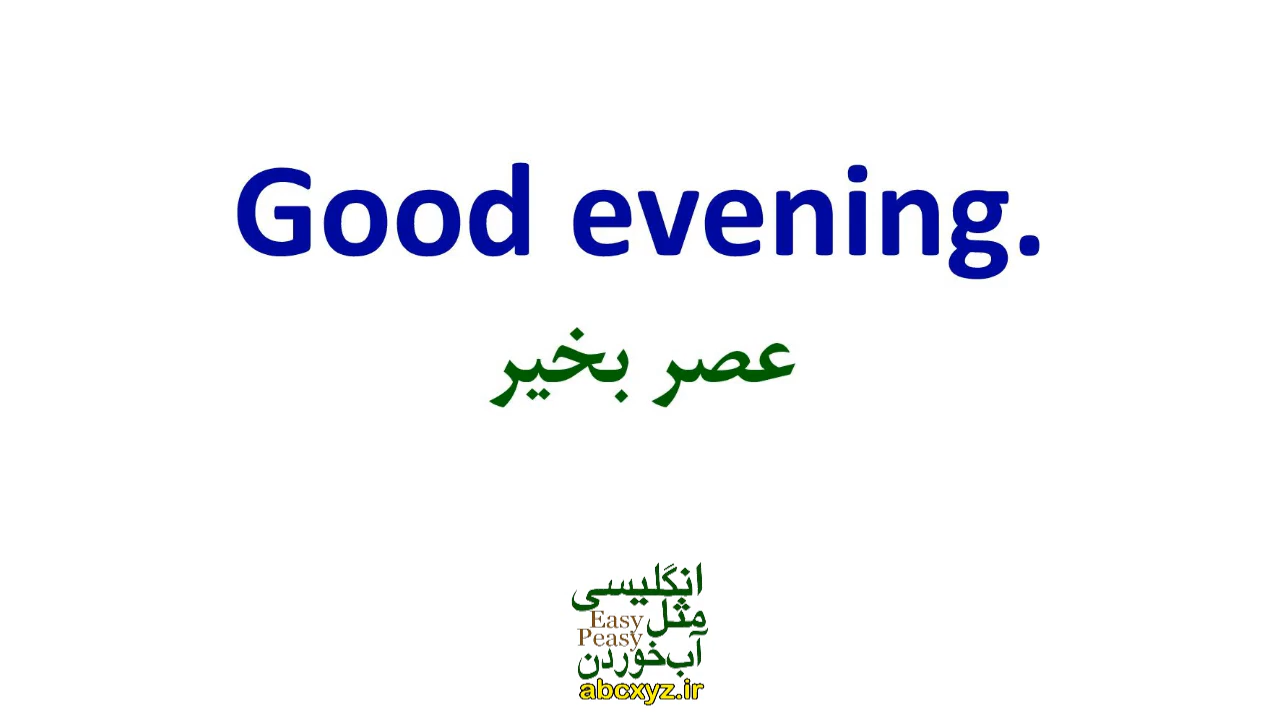 Good evening.
عصر بخیر
انگلیسی
مثل
Easy
Peasy
آب‌خوردن
abcxyz.ir